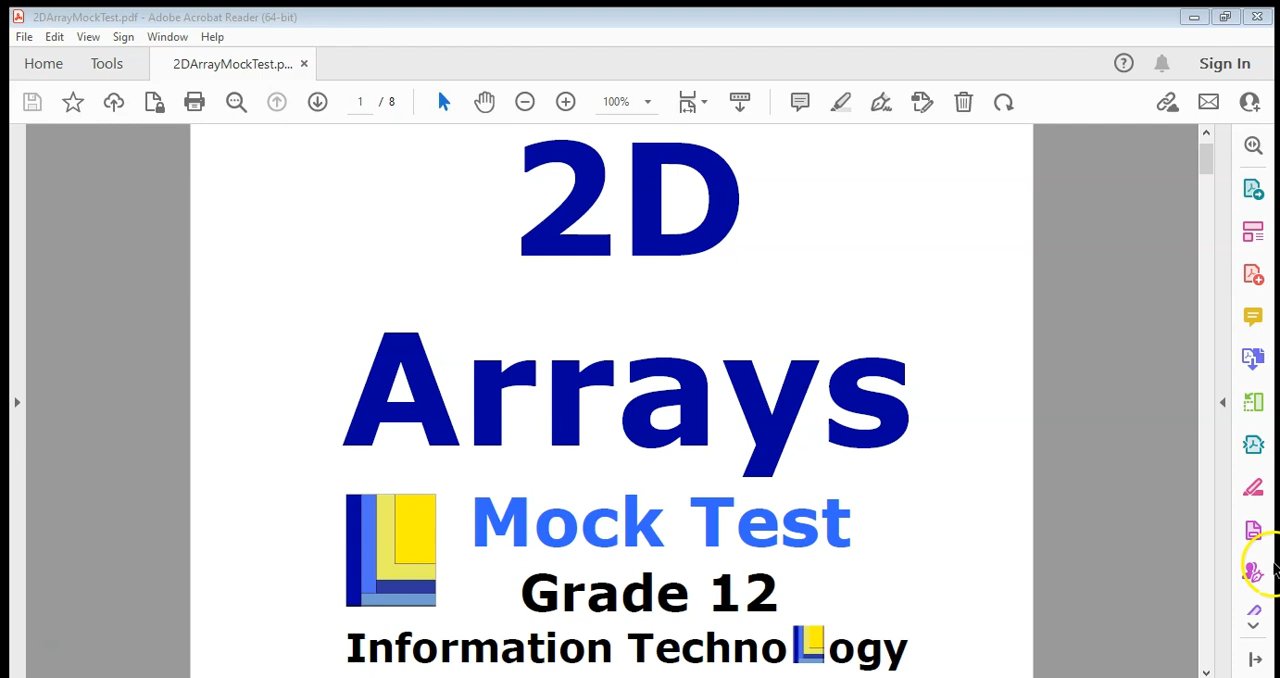 2DArrayMockTest.pdf - Adobe Acrobat Reader (64-bit)
File Edit View Sign Window Help
Home Tools 2DArrayMockTest.p... × Sign In
1 / 8 100%
2D
Arrays
Mock Test
Grade 12
Information Technology